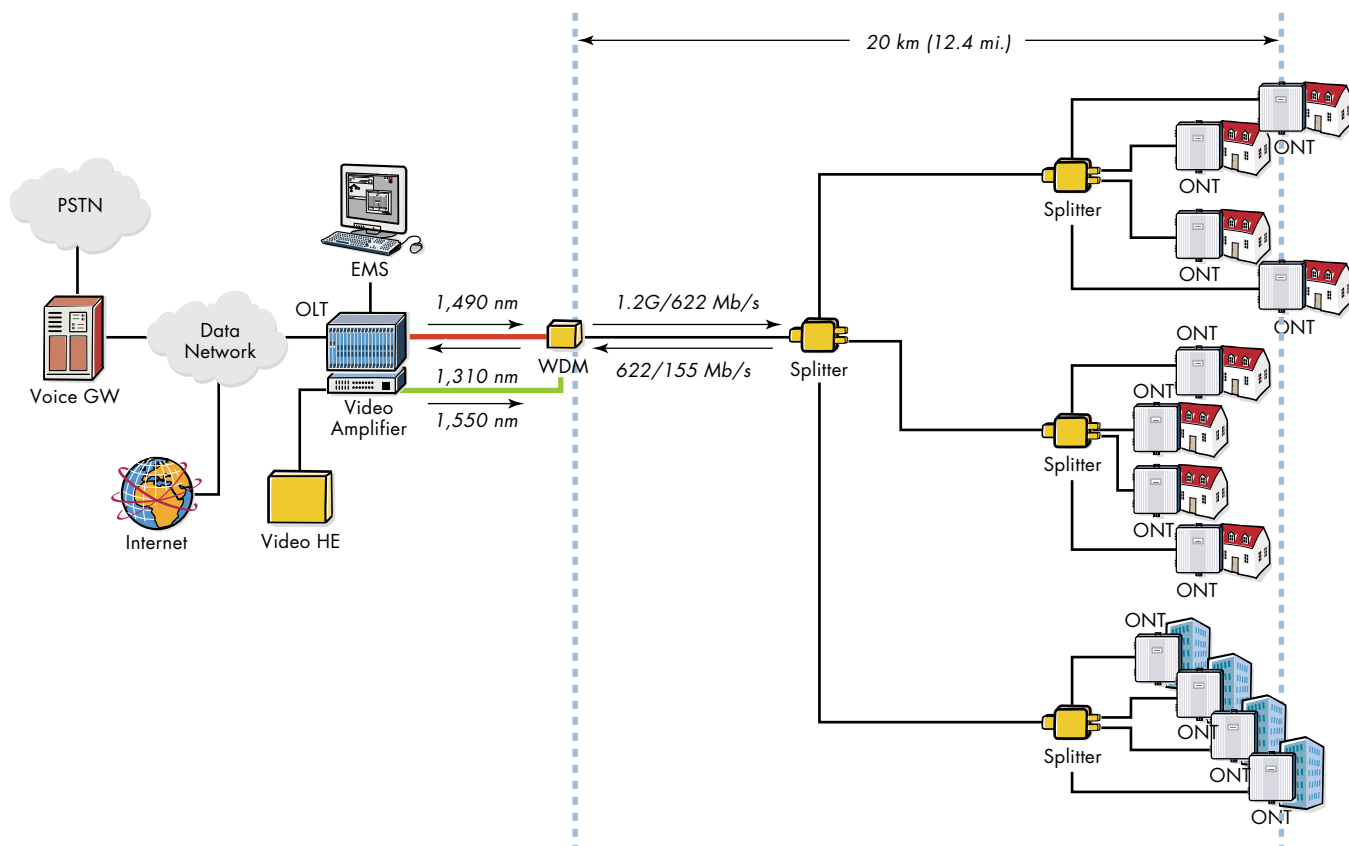 20 km (12.4 mi.)
ONT
ONT
PSTN
Splitter
ONT
EMS
ONT
OLT
1,490 nm
1.2G/622 Mb/s
Data
Network
WDM
622/155 Mb/s
Splitter
Voice GW
1,310 nm
Video
Amplifier
1,550 nm
ONT
ONT
Splitter
ONT
ONT
Internet
Video HE
ONT
ONT
Splitter
ONT
ONT